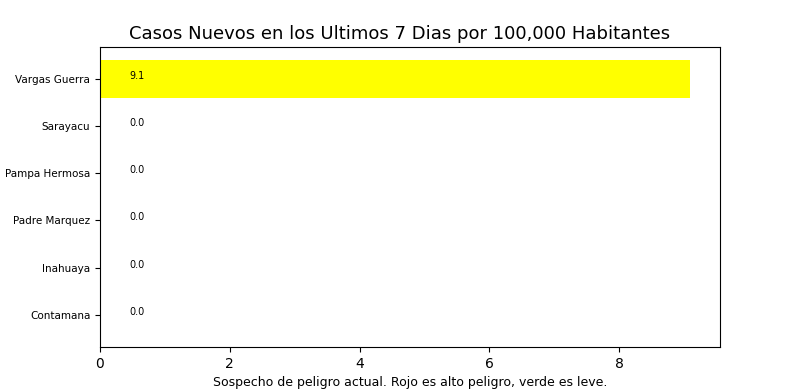 Casos Nuevos en los Ultimos 7 Dias por 100,000 Habitantes
Vargas Guerra 9.1
Sarayacu 0.0
Pampa Hermosa 0.0
Padre Marquez 0.0
Inahuaya 0.0
Contamana 0.0
0 2 4 6 8
Sospecho de peligro actual. Rojo es alto peligro, verde es leve.